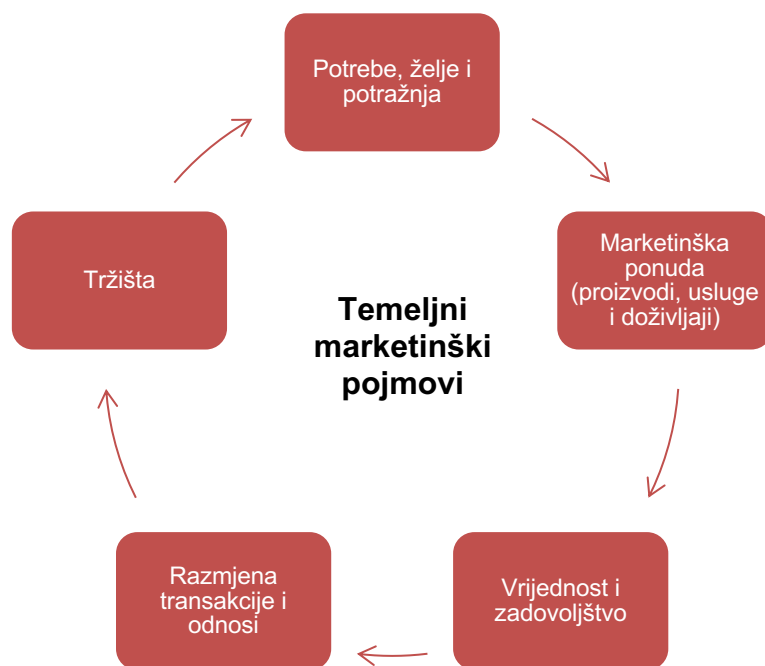 Potrebe, želje i
potražnja
Marketinška
ponuda
(proizvodi, usluge
i doživljaji)
Vrijednost i
zadovoljštvo
Razmjena
transakcije i
odnosi
Tržišta
Temeljni
marketinški
pojmovi